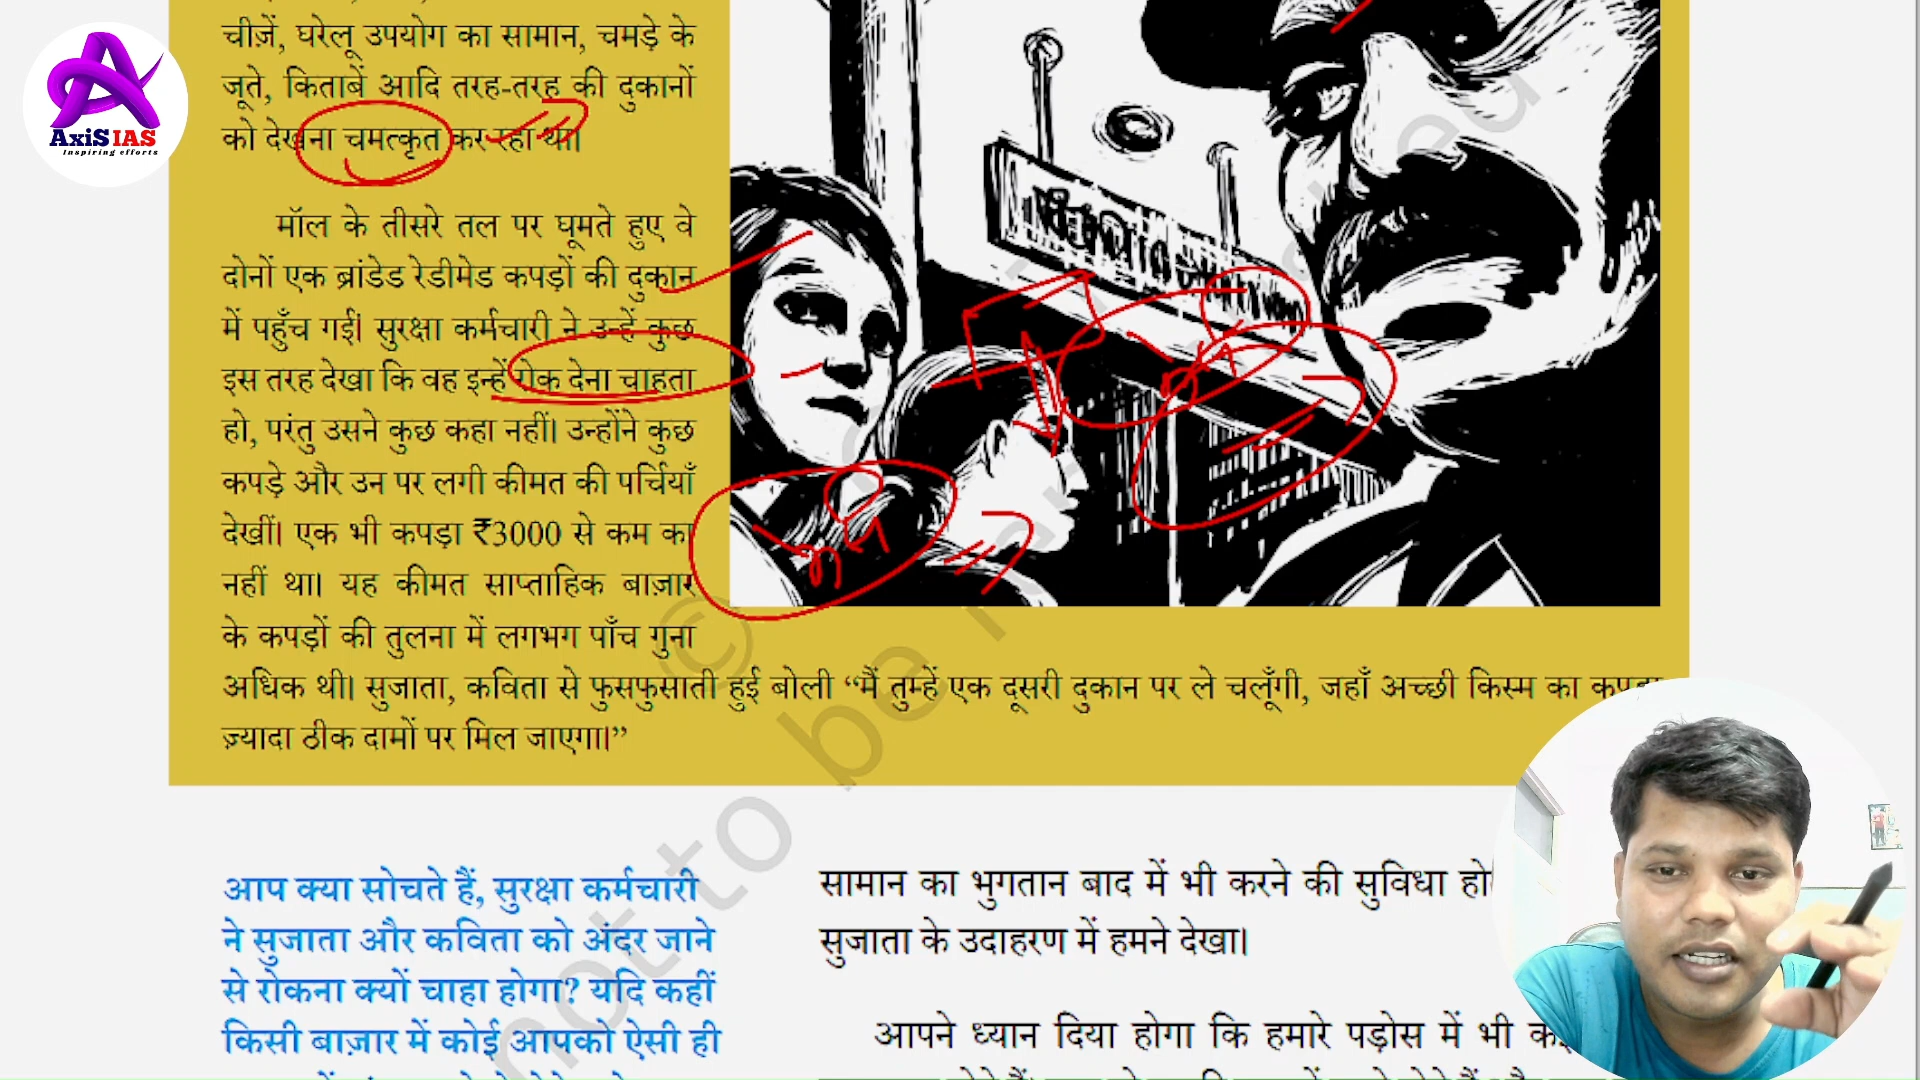 AxiS IAS
Inspiring efforts
चीज़ें, घरेलू उपयोग का सामान, चमड़े के
जूते, किताबें आदि तरह-तरह की दुकानों
को देखना चमत्कृत कर रहा था।
मॉल के तीसरे तल पर घूमते हुए वे
दोनों एक ब्रांडेड रेडीमेड कपड़ों की दुकान
में पहुँच गईं। सुरक्षा कर्मचारी ने उन्हें कुछ
इस तरह देखा कि वह इन्हें रोक देना चाहता
हो, परंतु उसने कुछ कहा नहीं। उन्होंने कुछ
कपड़े और उन पर लगी कीमत की पर्चियाँ
देखीं। एक भी कपड़ा ₹3000 से कम का
नहीं था। यह कीमत साप्ताहिक बाज़ार
के कपड़ों की तुलना में लगभग पाँच गुना
अधिक थी। सुजाता, कविता से फुसफुसाती हुई बोली “मैं तुम्हें एक दूसरी दुकान पर ले चलूँगी, जहाँ अच्छी किस्म का
ज़्यादा ठीक दामों पर मिल जाएगा।”
आप क्या सोचते हैं, सुरक्षा कर्मचारी
ने सुजाता और कविता को अंदर जाने
से रोकना क्यों चाहा होगा? यदि कहीं
किसी बाज़ार में कोई आपको ऐसी ही
सामान का भुगतान बाद में भी करने की सुविधा
सुजाता के उदाहरण में हमने देखा।
आपने ध्यान दिया होगा कि हमारे पड़ोस में भी
not to be